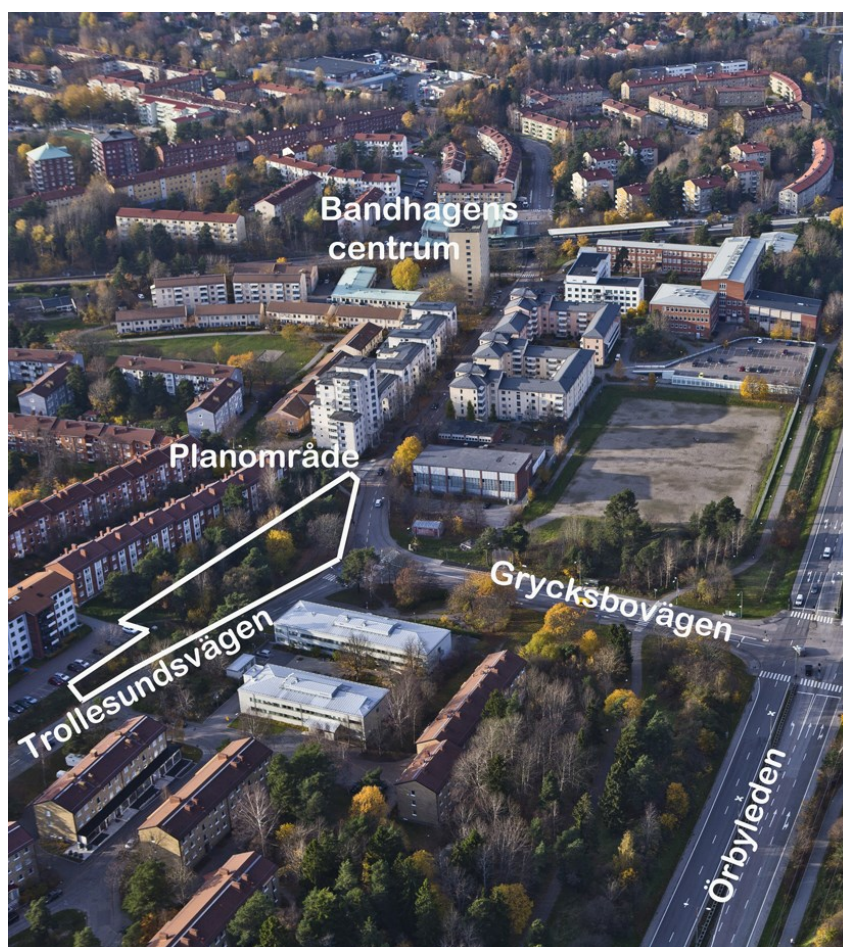 Bandhagens
centrum
Planområde
Grycksbovägen
Trollesundsvägen
Örbyleden